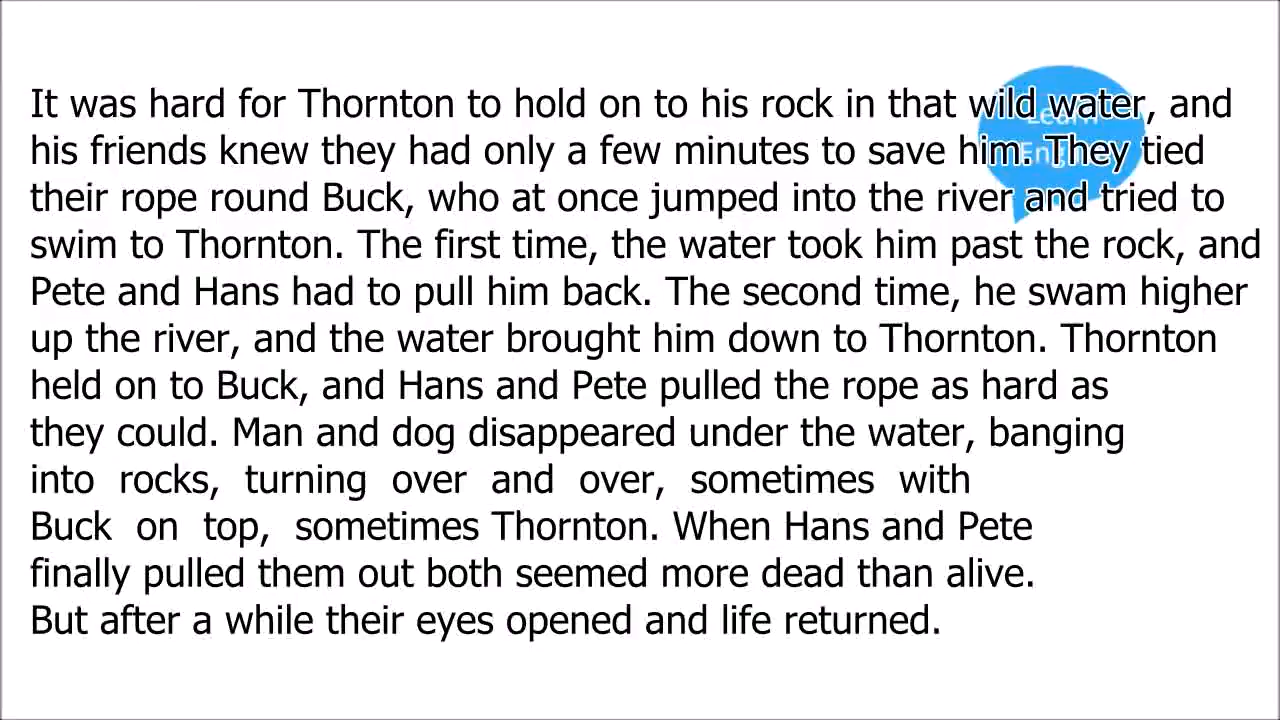 It was hard for Thornton to hold on to his rock in that wild water, and
his friends knew they had only a few minutes to save him. They tied
their rope round Buck, who at once jumped into the river and tried to
swim to Thornton. The first time, the water took him past the rock, and
Pete and Hans had to pull him back. The second time, he swam higher
up the river, and the water brought him down to Thornton. Thornton
held on to Buck, and Hans and Pete pulled the rope as hard as
they could. Man and dog disappeared under the water, banging
into rocks, turning over and over, sometimes with
Buck on top, sometimes Thornton. When Hans and Pete
finally pulled them out both seemed more dead than alive.
But after a while their eyes opened and life returned.
Learn